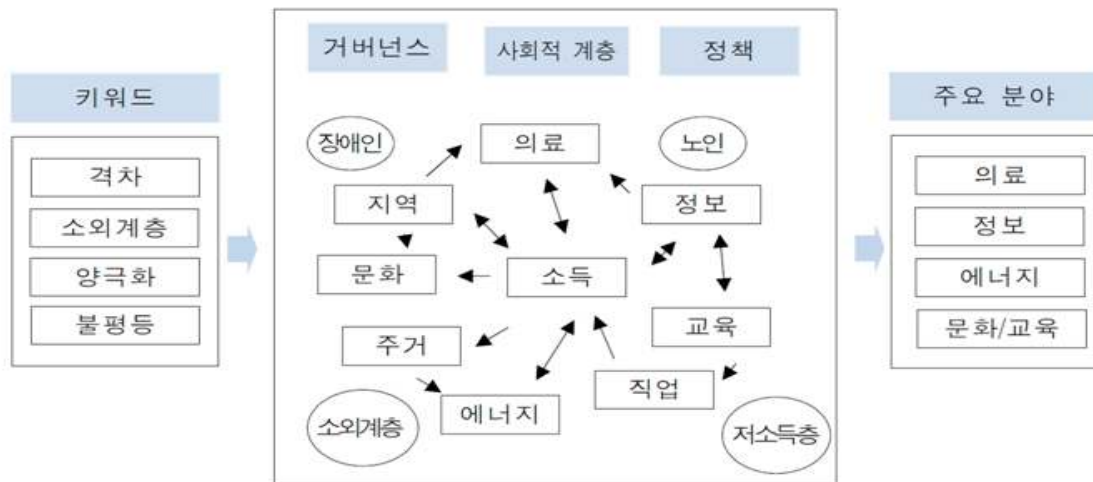 키워드
격차
소외계층
양극화
불평등
거버넌스
사회적 계층
정책
장애인
의료
노인
지역
정보
문화
소득
주거
교육
에너지
직업
소외계층
저소득층
주요 분야
의료
정보
에너지
문화/교육